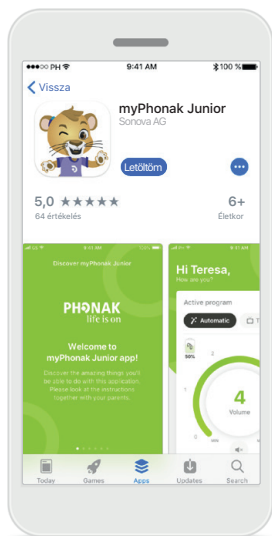 PH
9:41 AM
100 %
Vissza
myPhonak Junior
Sonova AG
Letöltöm
5,0
6+
64 értékelés
Életkor
Discover myPhonak Junior
PHONAK
life is on
Welcome to
myPhonak Junior app!
Discover the amazing things you'll
be able to do with this application.
Please look at the instructions
together with your parents.
Hi Teresa,
How are you?
Active program
Automatic
50%
4
Volume
Today
Games
Apps
Updates
Search